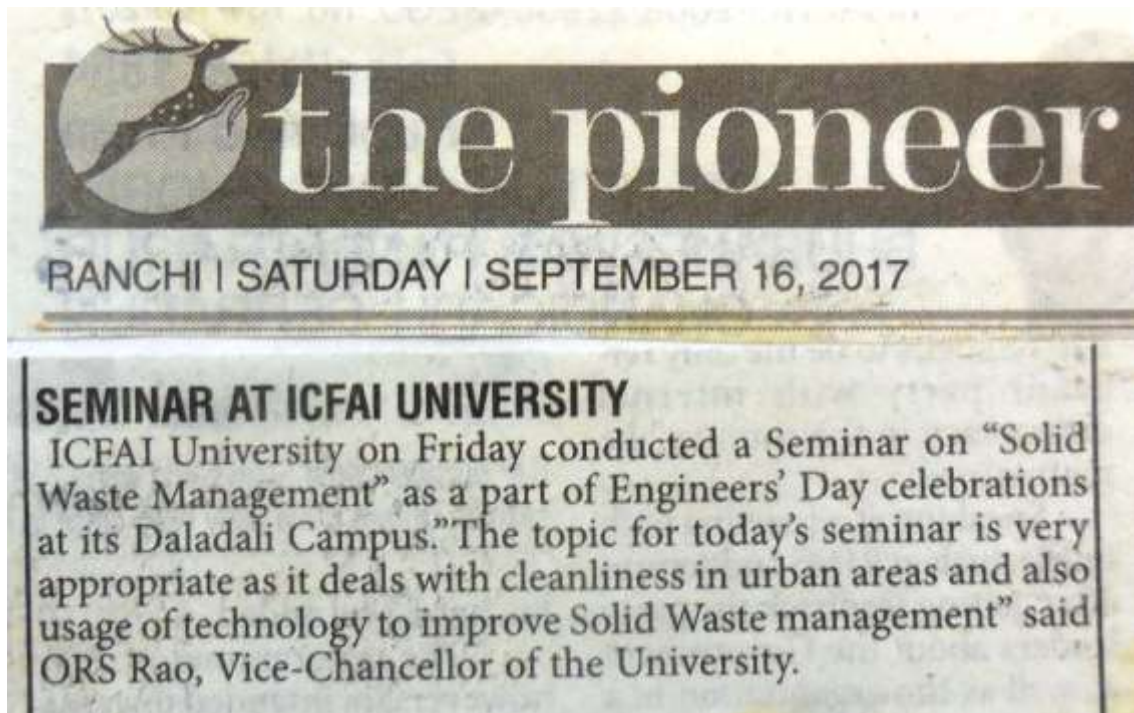 the pioneer
RANCHI | SATURDAY | SEPTEMBER 16, 2017
SEMINAR AT ICFAI UNIVERSITY
ICFAI University on Friday conducted a Seminar on “Solid
Waste Management” as a part of Engineers’ Day celebrations
at its Daladali Campus.”The topic for today’s seminar is very
appropriate as it deals with cleanliness in urban areas and also
usage of technology to improve Solid Waste management” said
ORS Rao, Vice-Chancellor of the University.